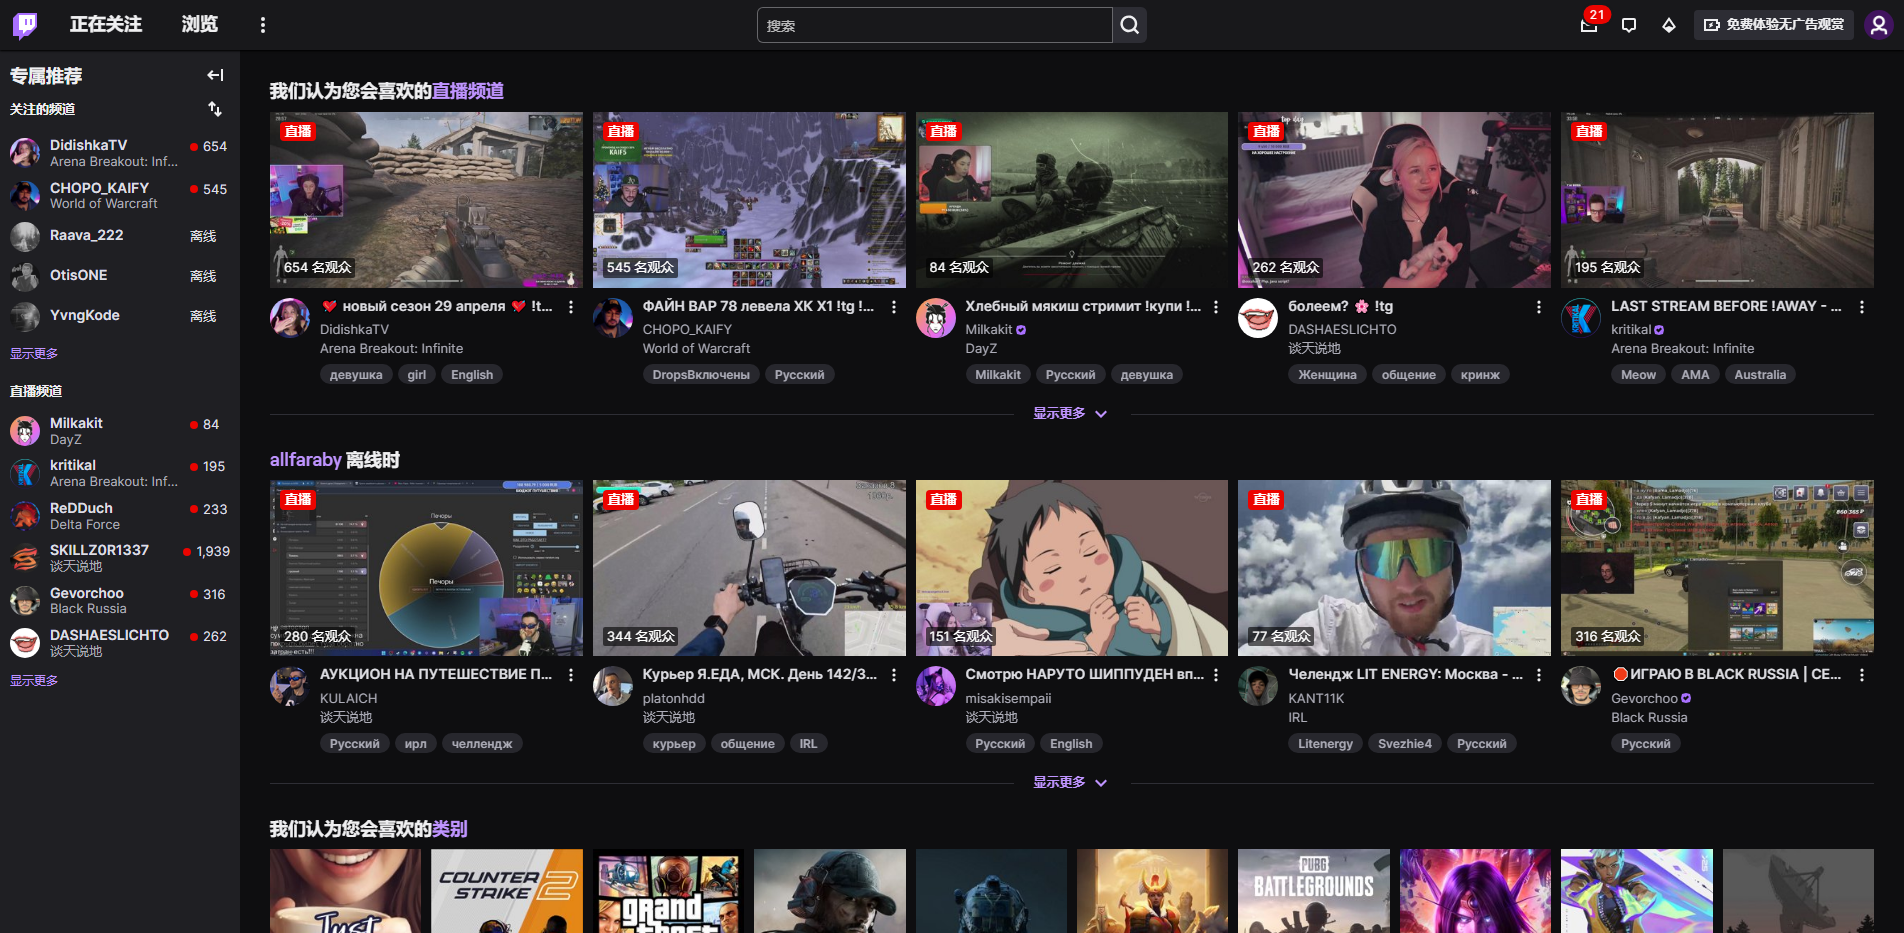 正在关注
浏览
搜索
21
免费体验无广告观赏
专属推荐
关注的频道
DidishkaTV
654
Arena Breakout: Inf...
CHOPO_KAIFY
545
World of Warcraft
Raava_222
离线
OtisONE
离线
YvngKode
离线
显示更多
直播频道
Milkakit
84
DayZ
kritikal
195
Arena Breakout: Inf...
ReDDuch
233
Delta Force
SKILLZ0R1337
1,939
谈天说地
Gevorchoo
316
Black Russia
DASHAESLICHTO
262
谈天说地
显示更多
我们认为您会喜欢的直播频道
直播
654 名观众
новый сезон 29 апреля !t...
DidishkaTV
Arena Breakout: Infinite
девушка girl English
直播
545 名观众
ФАЙН ВАР 78 левела ХК Х1 !tg !...
CHOPO_KAIFY
World of Warcraft
DropsВключены Русский
直播
84 名观众
Хлебный мякиш стримит !купи !...
Milkakit
DayZ
Milkakit Русский девушка
直播
262 名观众
болеем? !tg
DASHAESLICHTO
谈天说地
Женщина общение кринж
直播
195 名观众
LAST STREAM BEFORE !AWAY - ...
kritikal
Arena Breakout: Infinite
Meow AMA Australia
显示更多
allfaraby 离线时
直播
Печоры
Печоры
280 名观众
АУКЦИОН НА ПУТЕШЕСТВИЕ П...
KULAICH
谈天说地
Русский ирл челлендж
直播
344 名观众
Курьер Я.ЕДА, МСК. День 142/3...
platonhdd
谈天说地
курьер общение IRL
直播
151 名观众
Смотрю НАРУТО ШИППУДЕН вп...
misakisempaii
谈天说地
Русский English
直播
77 名观众
Челендж LIT ENERGY: Москва - ...
KANT11K
IRL
Litenergy Svezhie4 Русский
直播
316 名观众
ИГРАЮ В BLACK RUSSIA | СЕ...
Gevorchoo
Black Russia
Русский
显示更多
我们认为您会喜欢的类别
Just
COUNTER
STRIKE 2
grand
theft
PUBG
BATTLEGROUNDS